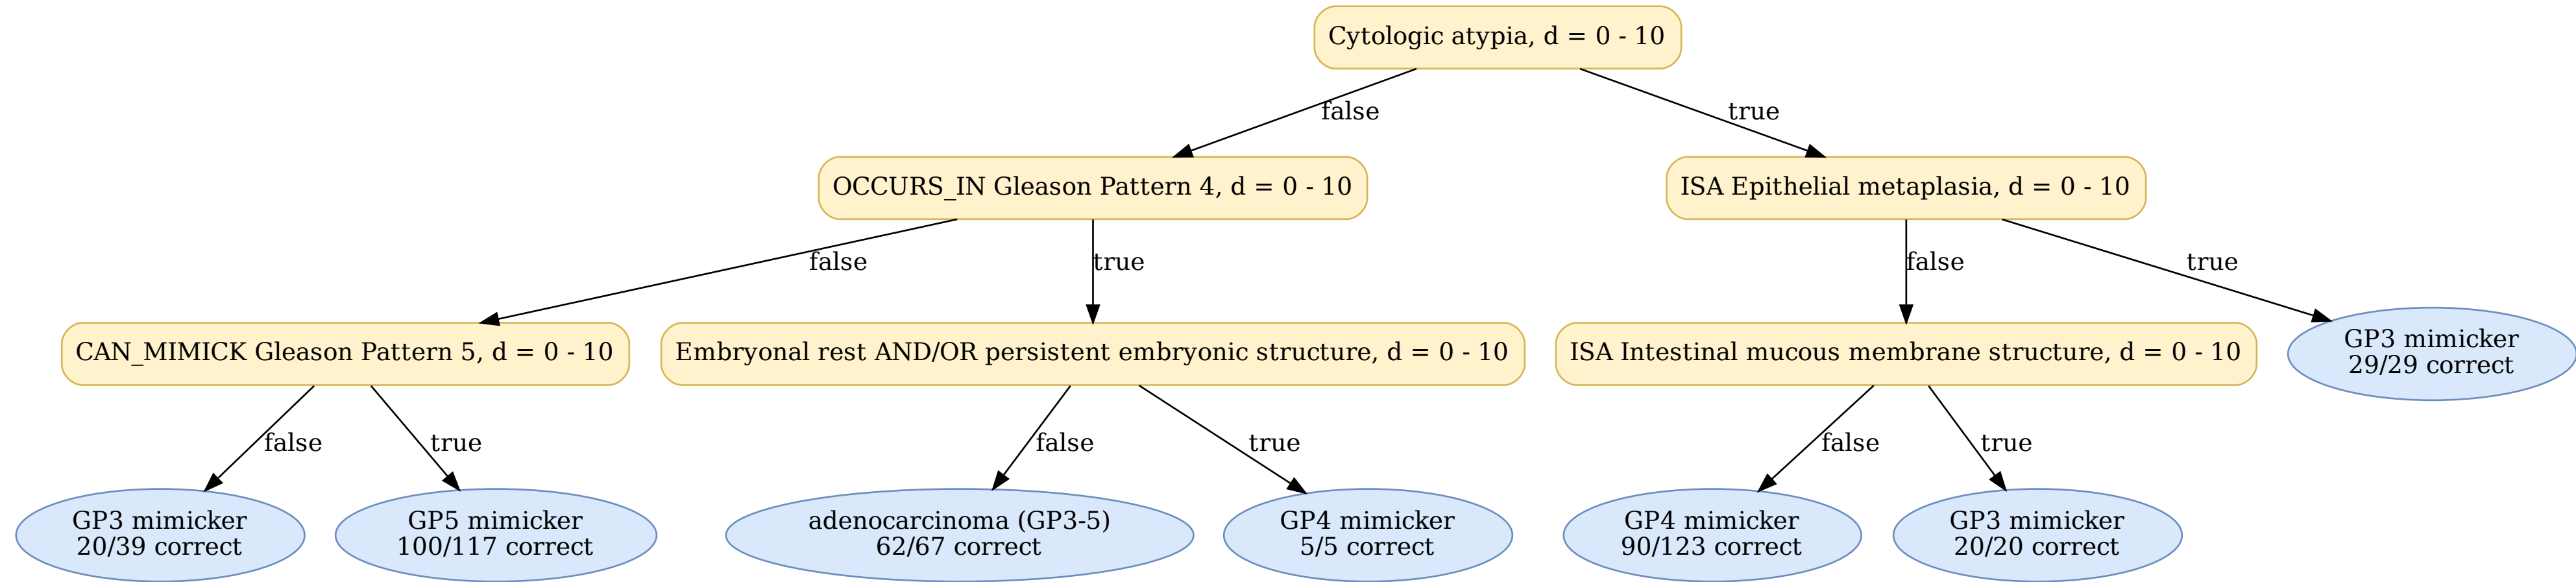 Cytologic atypia, d = 0 - 10
false
true
OCCURS_IN Gleason Pattern 4, d = 0 - 10
ISA Epithelial metaplasia, d = 0 - 10
false
true
false
true
CAN_MIMICK Gleason Pattern 5, d = 0 - 10
Embryonal rest AND/OR persistent embryonic structure, d = 0 - 10
ISA Intestinal mucous membrane structure, d = 0 - 10
GP3 mimicker
29/29 correct
false
true
false
true
false
true
GP3 mimicker
20/39 correct
GP5 mimicker
100/117 correct
adenocarcinoma (GP3-5)
62/67 correct
GP4 mimicker
5/5 correct
GP4 mimicker
90/123 correct
GP3 mimicker
20/20 correct